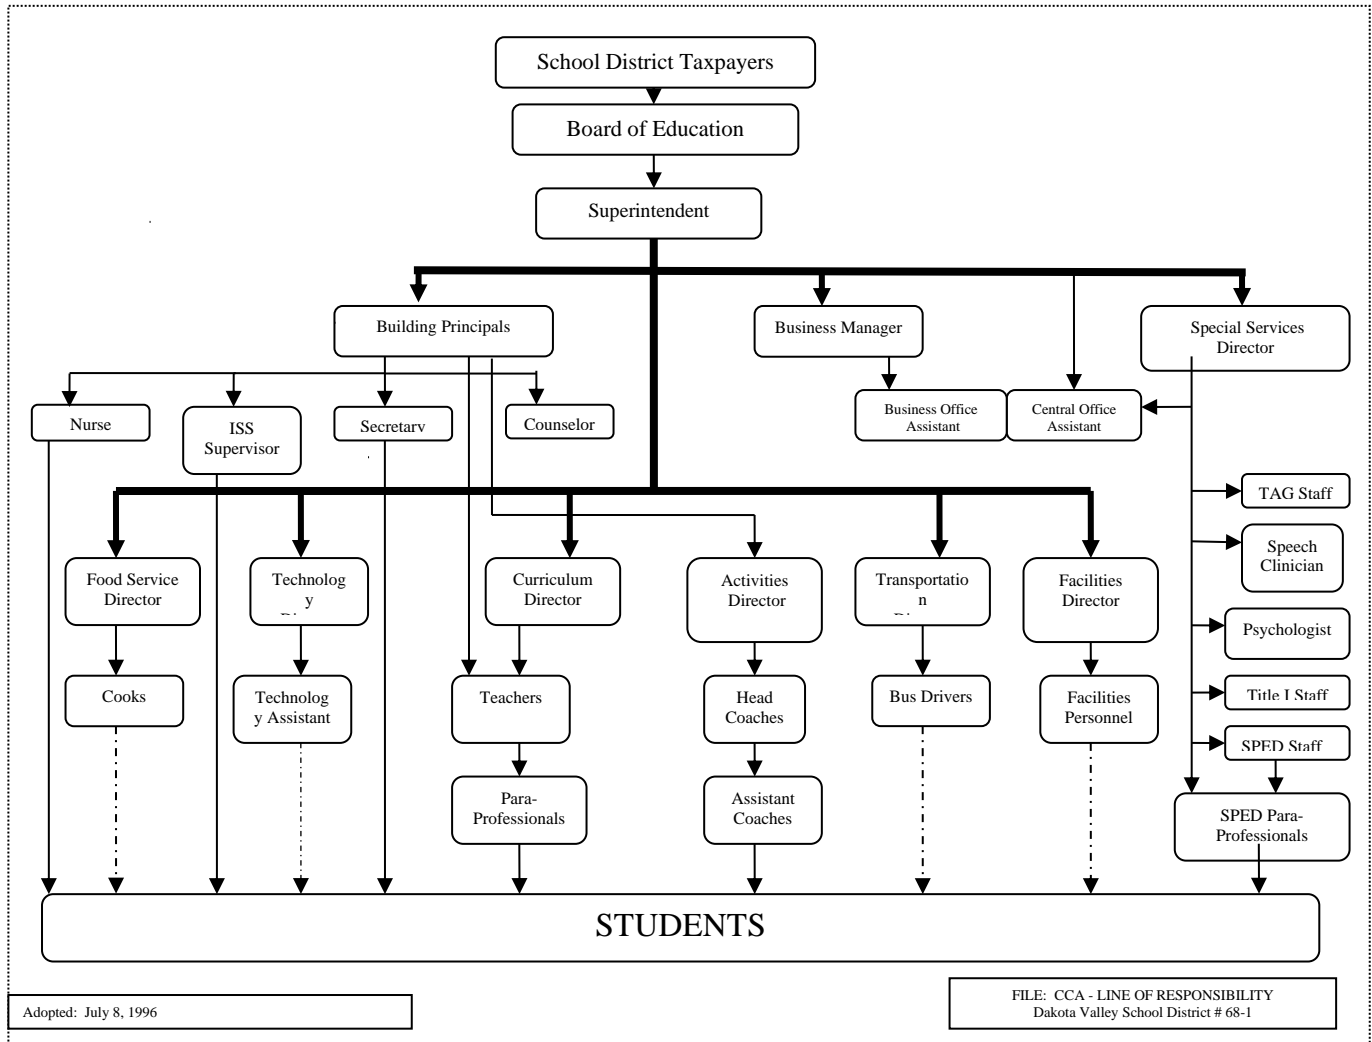 School District Taxpayers
Board of Education
Superintendent
Building Principals
Business Manager
Special Services
Director
Nurse
ISS
Supervisor
Secretary
Counselor
Business Office
Assistant
Central Office
Assistant
TAG Staff
Speech
Clinician
Psychologist
Title I Staff
SPED Staff
SPED Para-
Professionals
Food Service
Director
Technolog
y
Curriculum
Director
Activities
Director
Transportatio
n
Facilities
Director
Cooks
Technolog
y Assistant
Teachers
Head
Coaches
Bus Drivers
Facilities
Personnel
Para-
Professionals
Assistant
Coaches
STUDENTS
Adopted: July 8, 1996
FILE: CCA - LINE OF RESPONSIBILITY
Dakota Valley School District # 68-1